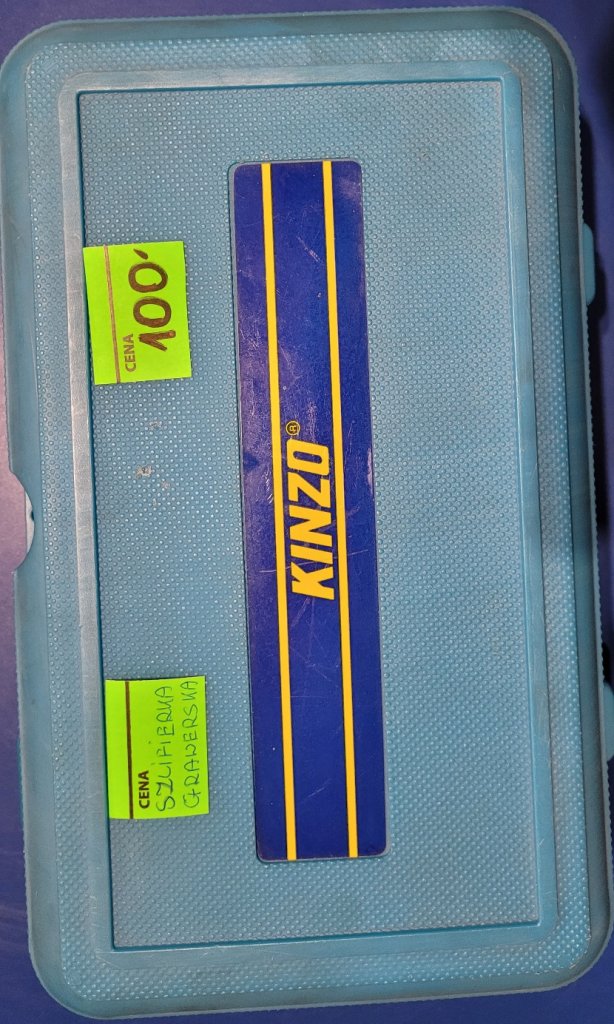 CENA
100,-
KINZO®
CENA
SZLIFIERKA
GRAWERSKA